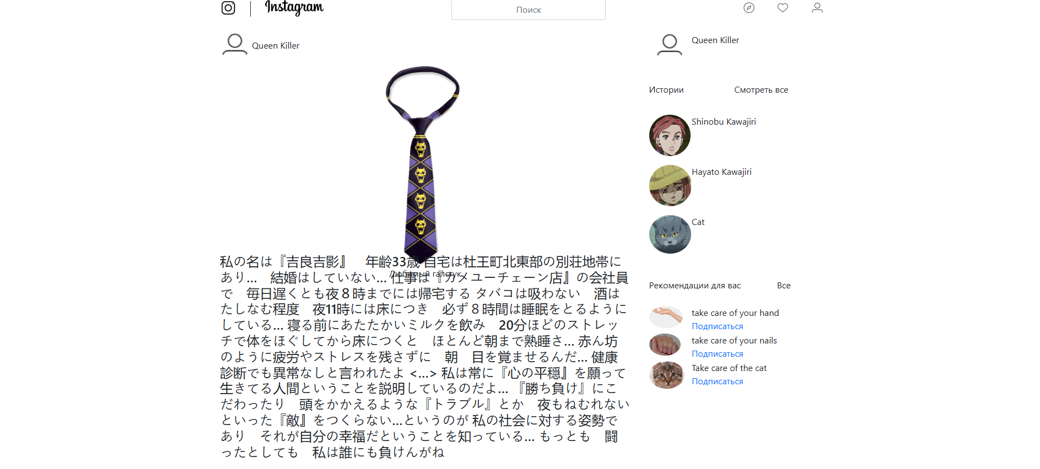 Instagram
Поиск
Queen Killer
私の名は『吉良吉影』　年齢33歳 自宅は杜王町北東部の別荘地帯に
Любимый галстук
あり...　結婚はしていない... 仕事は『カメユーチェーン店』の会社員
で　毎日遅くとも夜８時までには帰宅する タバコは吸わない　酒は
たしなむ程度　夜11時には床につき　必ず８時間は睡眠をとるように
している... 寝る前にあたたかいミルクを飲み　20分ほどのストレッ
チで体をほぐしてから床につくと　ほとんど朝まで熟睡さ... 赤ん坊
のように疲労やストレスを残さずに　朝　目を覚ませるんだ... 健康
診断でも異常なしと言われたよ <...> 私は常に『心の平穏』を願って
生きてる人間ということを説明しているのだよ... 『勝ち負け』にこ
だわったり　頭をかかえるような『トラブル』とか　夜もねむれない
といった『敵』をつくらない...というのが 私の社会に対する姿勢で
あり　それが自分の幸福だということを知っている... もっとも　闘
ったとしても　私は誰にも負けんがね
Queen Killer
Истории Смотреть все
Shinobu Kawajiri
Hayato Kawajiri
Cat
Рекомендации для вас Все
take care of your hand
Подписаться
take care of your nails
Подписаться
Take care of the cat
Подписаться